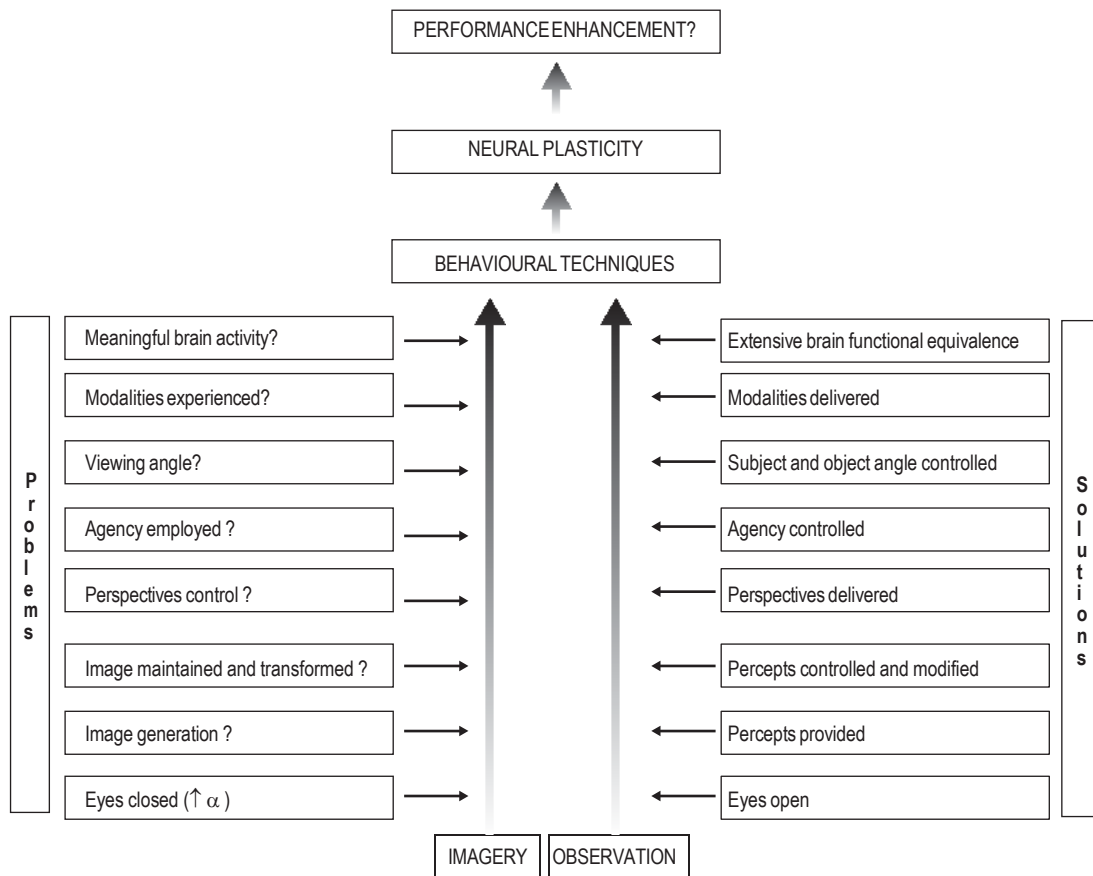 PERFORMANCE ENHANCEMENT?
NEURAL PLASTICITY
BEHAVIOURAL TECHNIQUES
Problems
Meaningful brain activity?
Modalities experienced?
Viewing angle?
Agency employed ?
Perspectives control ?
Image maintained and transformed ?
Image generation ?
Eyes closed (↑ α )
Extensive brain functional equivalence
Modalities delivered
Subject and object angle controlled
Agency controlled
Perspectives delivered
Percepts controlled and modified
Percepts provided
Eyes open
Solutions
IMAGERY
OBSERVATION